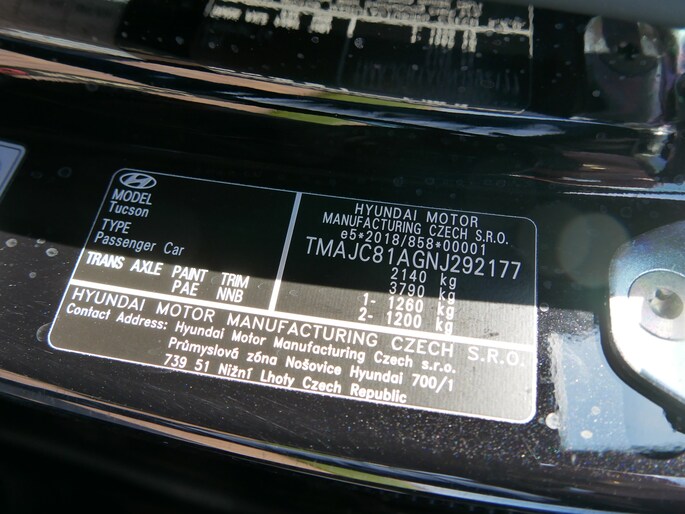 MODEL
Tucson
TYPE
Passenger Car
TRANS AXLE PAINT TRIM
PAE NNB
HYUNDAI MOTOR
MANUFACTURING CZECH S.R.O.
e5*2018/858*00001
TMAJC81AGNJ292177
2140 kg
3790 kg
1- 1260 kg
2- 1200 kg
HYUNDAI MOTOR MANUFACTURING CZECH S.R.O.
Contact Address: Hyundai Motor Manufacturing Czech s.r.o.
Průmyslová zóna Nošovice Hyundai 700/1
739 51 Nižní Lhoty Czech Republic